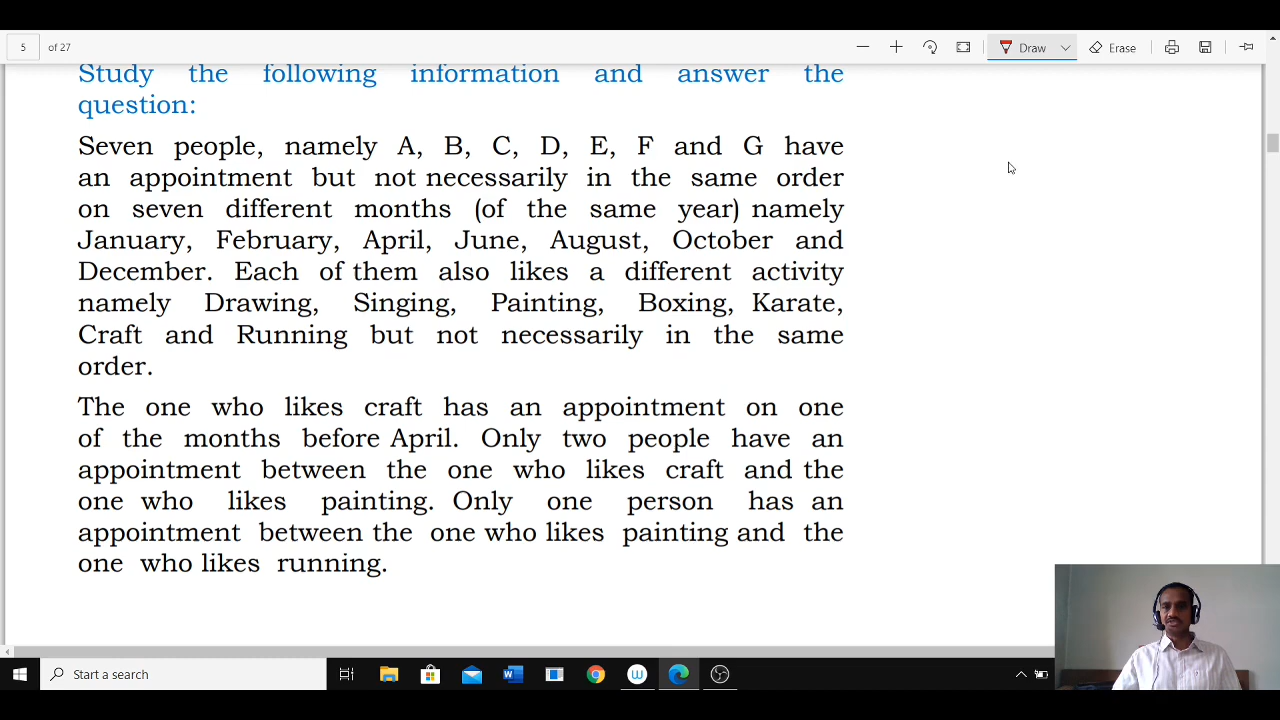 5 of 27
Draw
Erase
Study the following information and answer the
question:
Seven people, namely A, B, C, D, E, F and G have
an appointment but not necessarily in the same order
on seven different months (of the same year) namely
January, February, April, June, August, October and
December. Each of them also likes a different activity
namely Drawing, Singing, Painting, Boxing, Karate,
Craft and Running but not necessarily in the same
order.
The one who likes craft has an appointment on one
of the months before April. Only two people have an
appointment between the one who likes craft and the
one who likes painting. Only one person has an
appointment between the one who likes painting and the
one who likes running.
Start a search